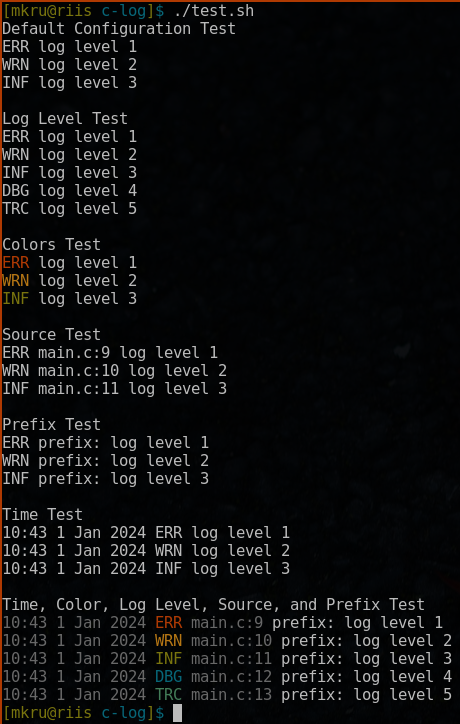 [mkru@riis c-log]$ ./test.sh
Default Configuration Test
ERR log level 1
WRN log level 2
INF log level 3
Log Level Test
ERR log level 1
WRN log level 2
INF log level 3
DBG log level 4
TRC log level 5
Colors Test
ERR log level 1
WRN log level 2
INF log level 3
Source Test
ERR main.c:9 log level 1
WRN main.c:10 log level 2
INF main.c:11 log level 3
Prefix Test
ERR prefix: log level 1
WRN prefix: log level 2
INF prefix: log level 3
Time Test
10:43 1 Jan 2024 ERR log level 1
10:43 1 Jan 2024 WRN log level 2
10:43 1 Jan 2024 INF log level 3
Time, Color, Log Level, Source, and Prefix Test
10:43 1 Jan 2024 ERR main.c:9 prefix: log level 1
10:43 1 Jan 2024 WRN main.c:10 prefix: log level 2
10:43 1 Jan 2024 INF main.c:11 prefix: log level 3
10:43 1 Jan 2024 DBG main.c:12 prefix: log level 4
10:43 1 Jan 2024 TRC main.c:13 prefix: log level 5
[mkru@riis c-log]$